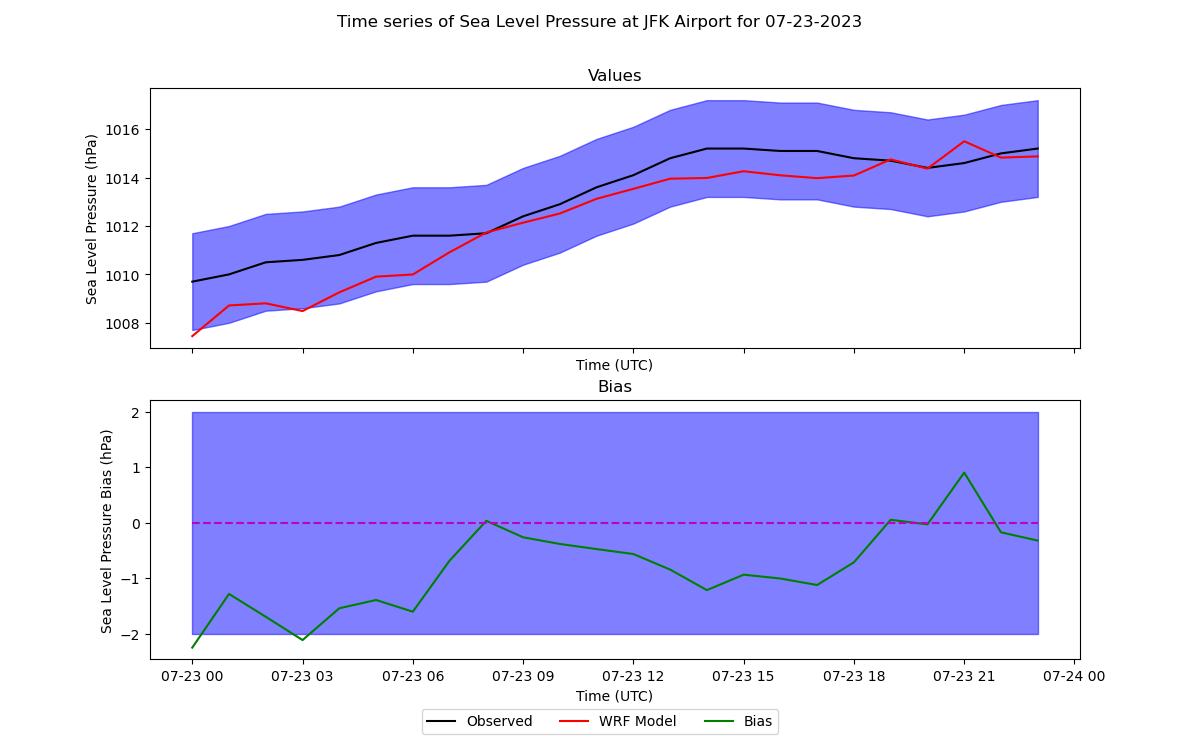 Time series of Sea Level Pressure at JFK Airport for 07-23-2023
Values
Sea Level Pressure (hPa)
1016
1014
1012
1010
1008
Time (UTC)
Bias
Sea Level Pressure Bias (hPa)
2
1
0
−1
−2
07-23 00 07-23 03 07-23 06 07-23 09 07-23 12 07-23 15 07-23 18 07-23 21 07-24 00
Time (UTC)
Observed WRF Model Bias